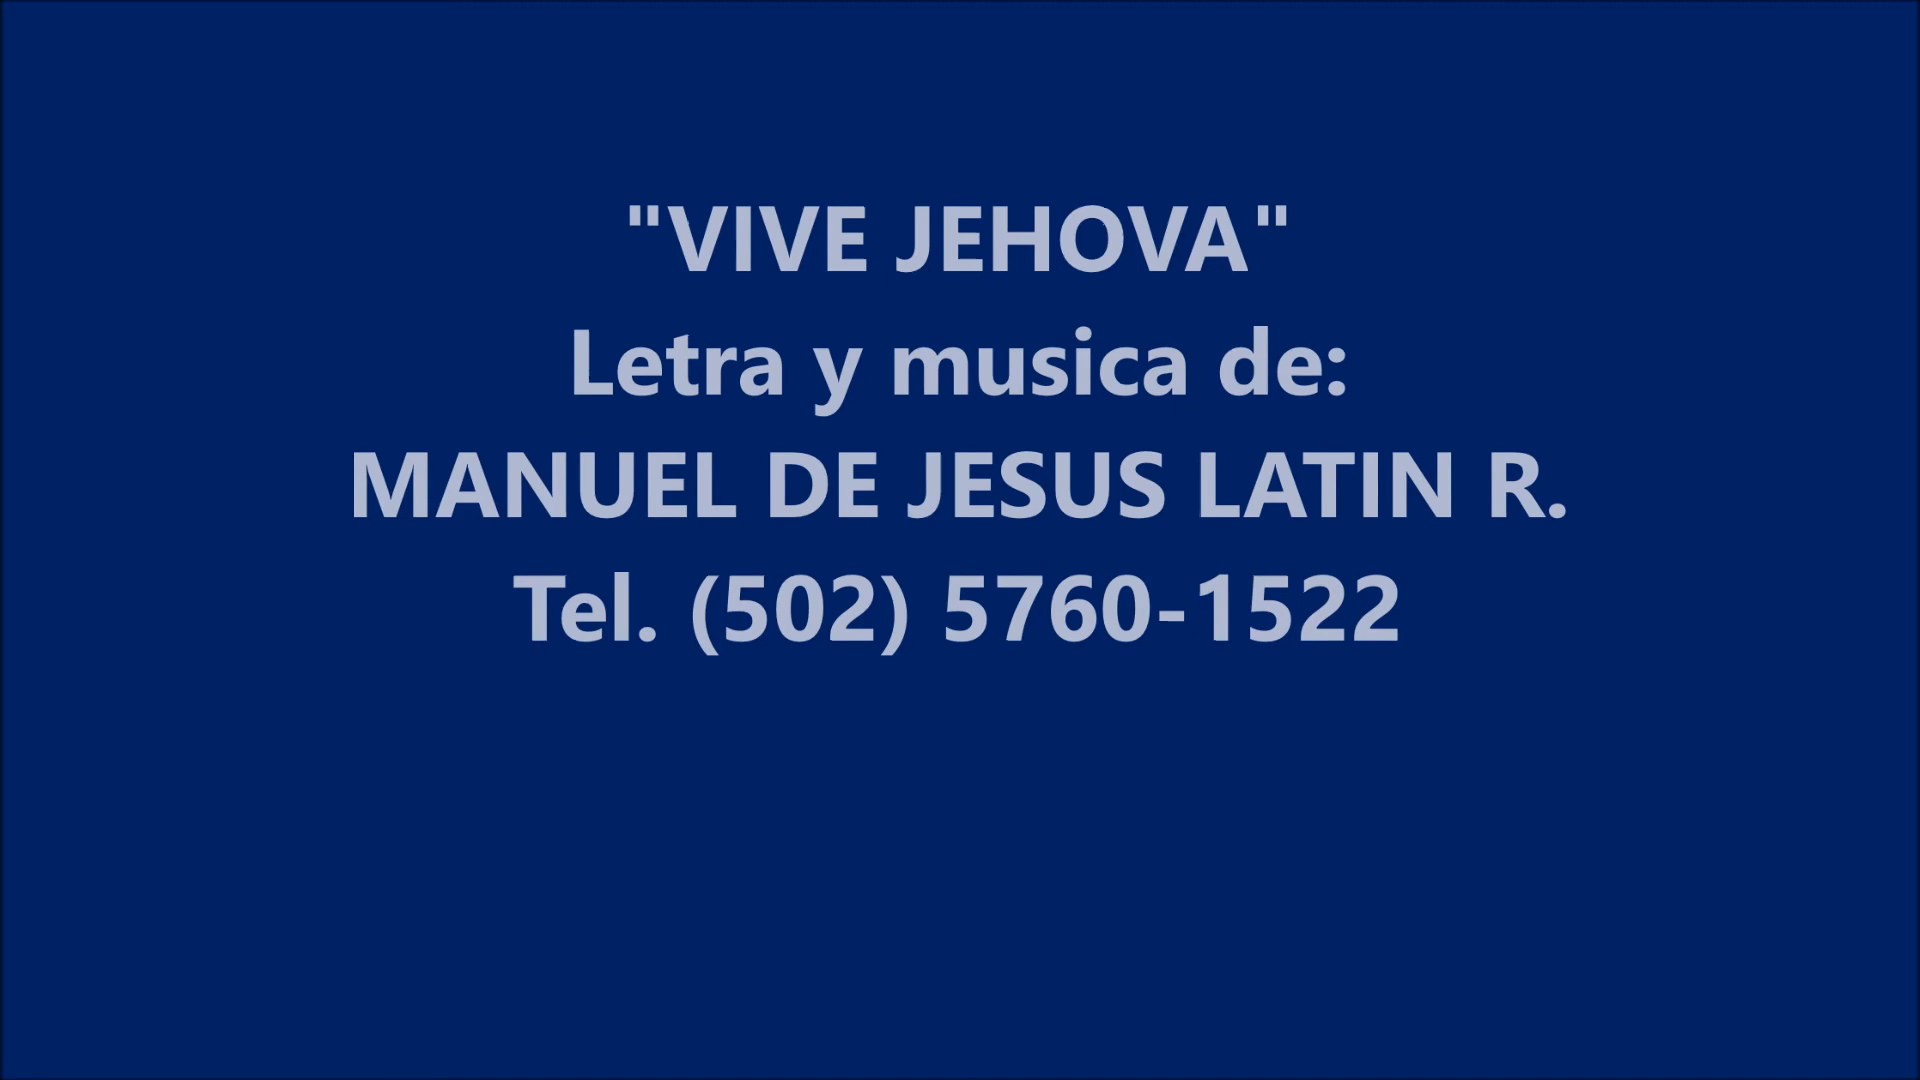 "VIVE JEHOVA"
Letra y musica de:
MANUEL DE JESUS LATIN R.
Tel. (502) 5760-1522